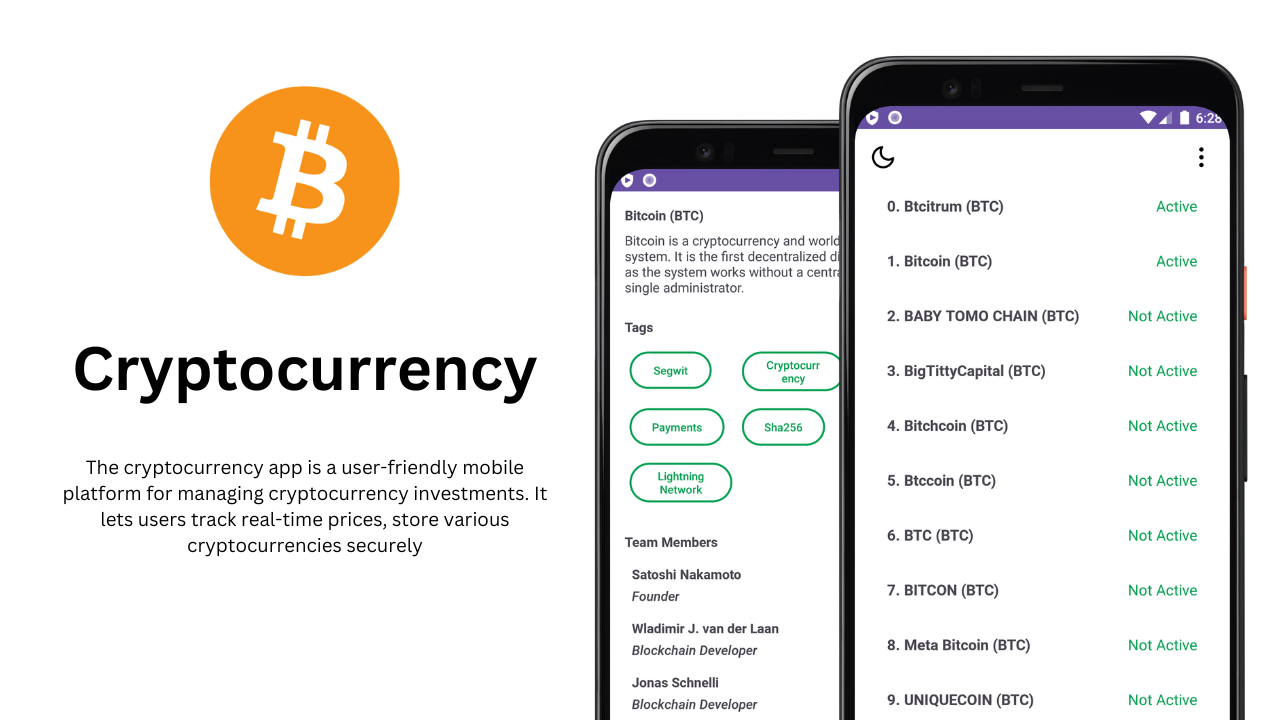 Cryptocurrency
The cryptocurrency app is a user-friendly mobile
platform for managing cryptocurrency investments. It
lets users track real-time prices, store various
cryptocurrencies securely
Bitcoin (BTC)
Bitcoin is a cryptocurrency and world
system. It is the first decentralized
as the system works without a
single administrator.
Tags
Segwit
Cryptocurr
ency
Payments
Sha256
Lightning
Network
Team Members
Satoshi Nakamoto
Founder
Wladimir J. van der Laan
Blockchain Developer
Jonas Schnelli
Blockchain Developer
6:28
0. Btcitrum (BTC) Active
1. Bitcoin (BTC) Active
2. BABY TOMO CHAIN (BTC) Not Active
3. BigTittyCapital (BTC) Not Active
4. Bitchcoin (BTC) Not Active
5. Btccoin (BTC) Not Active
6. BTC (BTC) Not Active
7. BITCON (BTC) Not Active
8. Meta Bitcoin (BTC) Not Active
9. UNIQUECOIN (BTC) Not Active